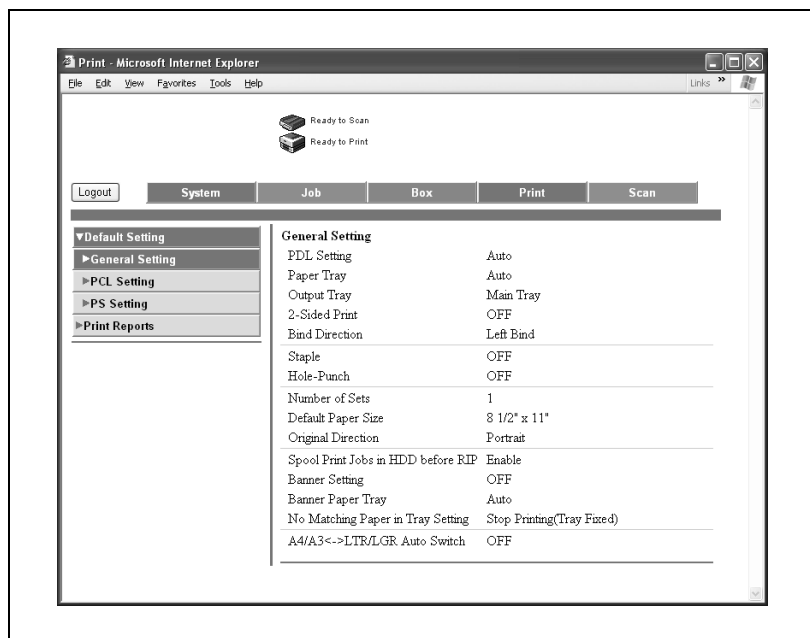 Print - Microsoft Internet Explorer
File Edit View Favorites Tools Help Links »
Ready to Scan
Ready to Print
Logout System Job Box Print Scan
▼Default Setting
►General Setting
►PCL Setting
►PS Setting
►Print Reports
General Setting
PDL Setting Auto
Paper Tray Auto
Output Tray Main Tray
2-Sided Print OFF
Bind Direction Left Bind
Staple OFF
Hole-Punch OFF
Number of Sets 1
Default Paper Size 8 1/2" x 11"
Original Direction Portrait
Spool Print Jobs in HDD before RIP Enable
Banner Setting OFF
Banner Paper Tray Auto
No Matching Paper in Tray Setting Stop Printing(Tray Fixed)
A4/A3<->LTR/LGR Auto Switch OFF